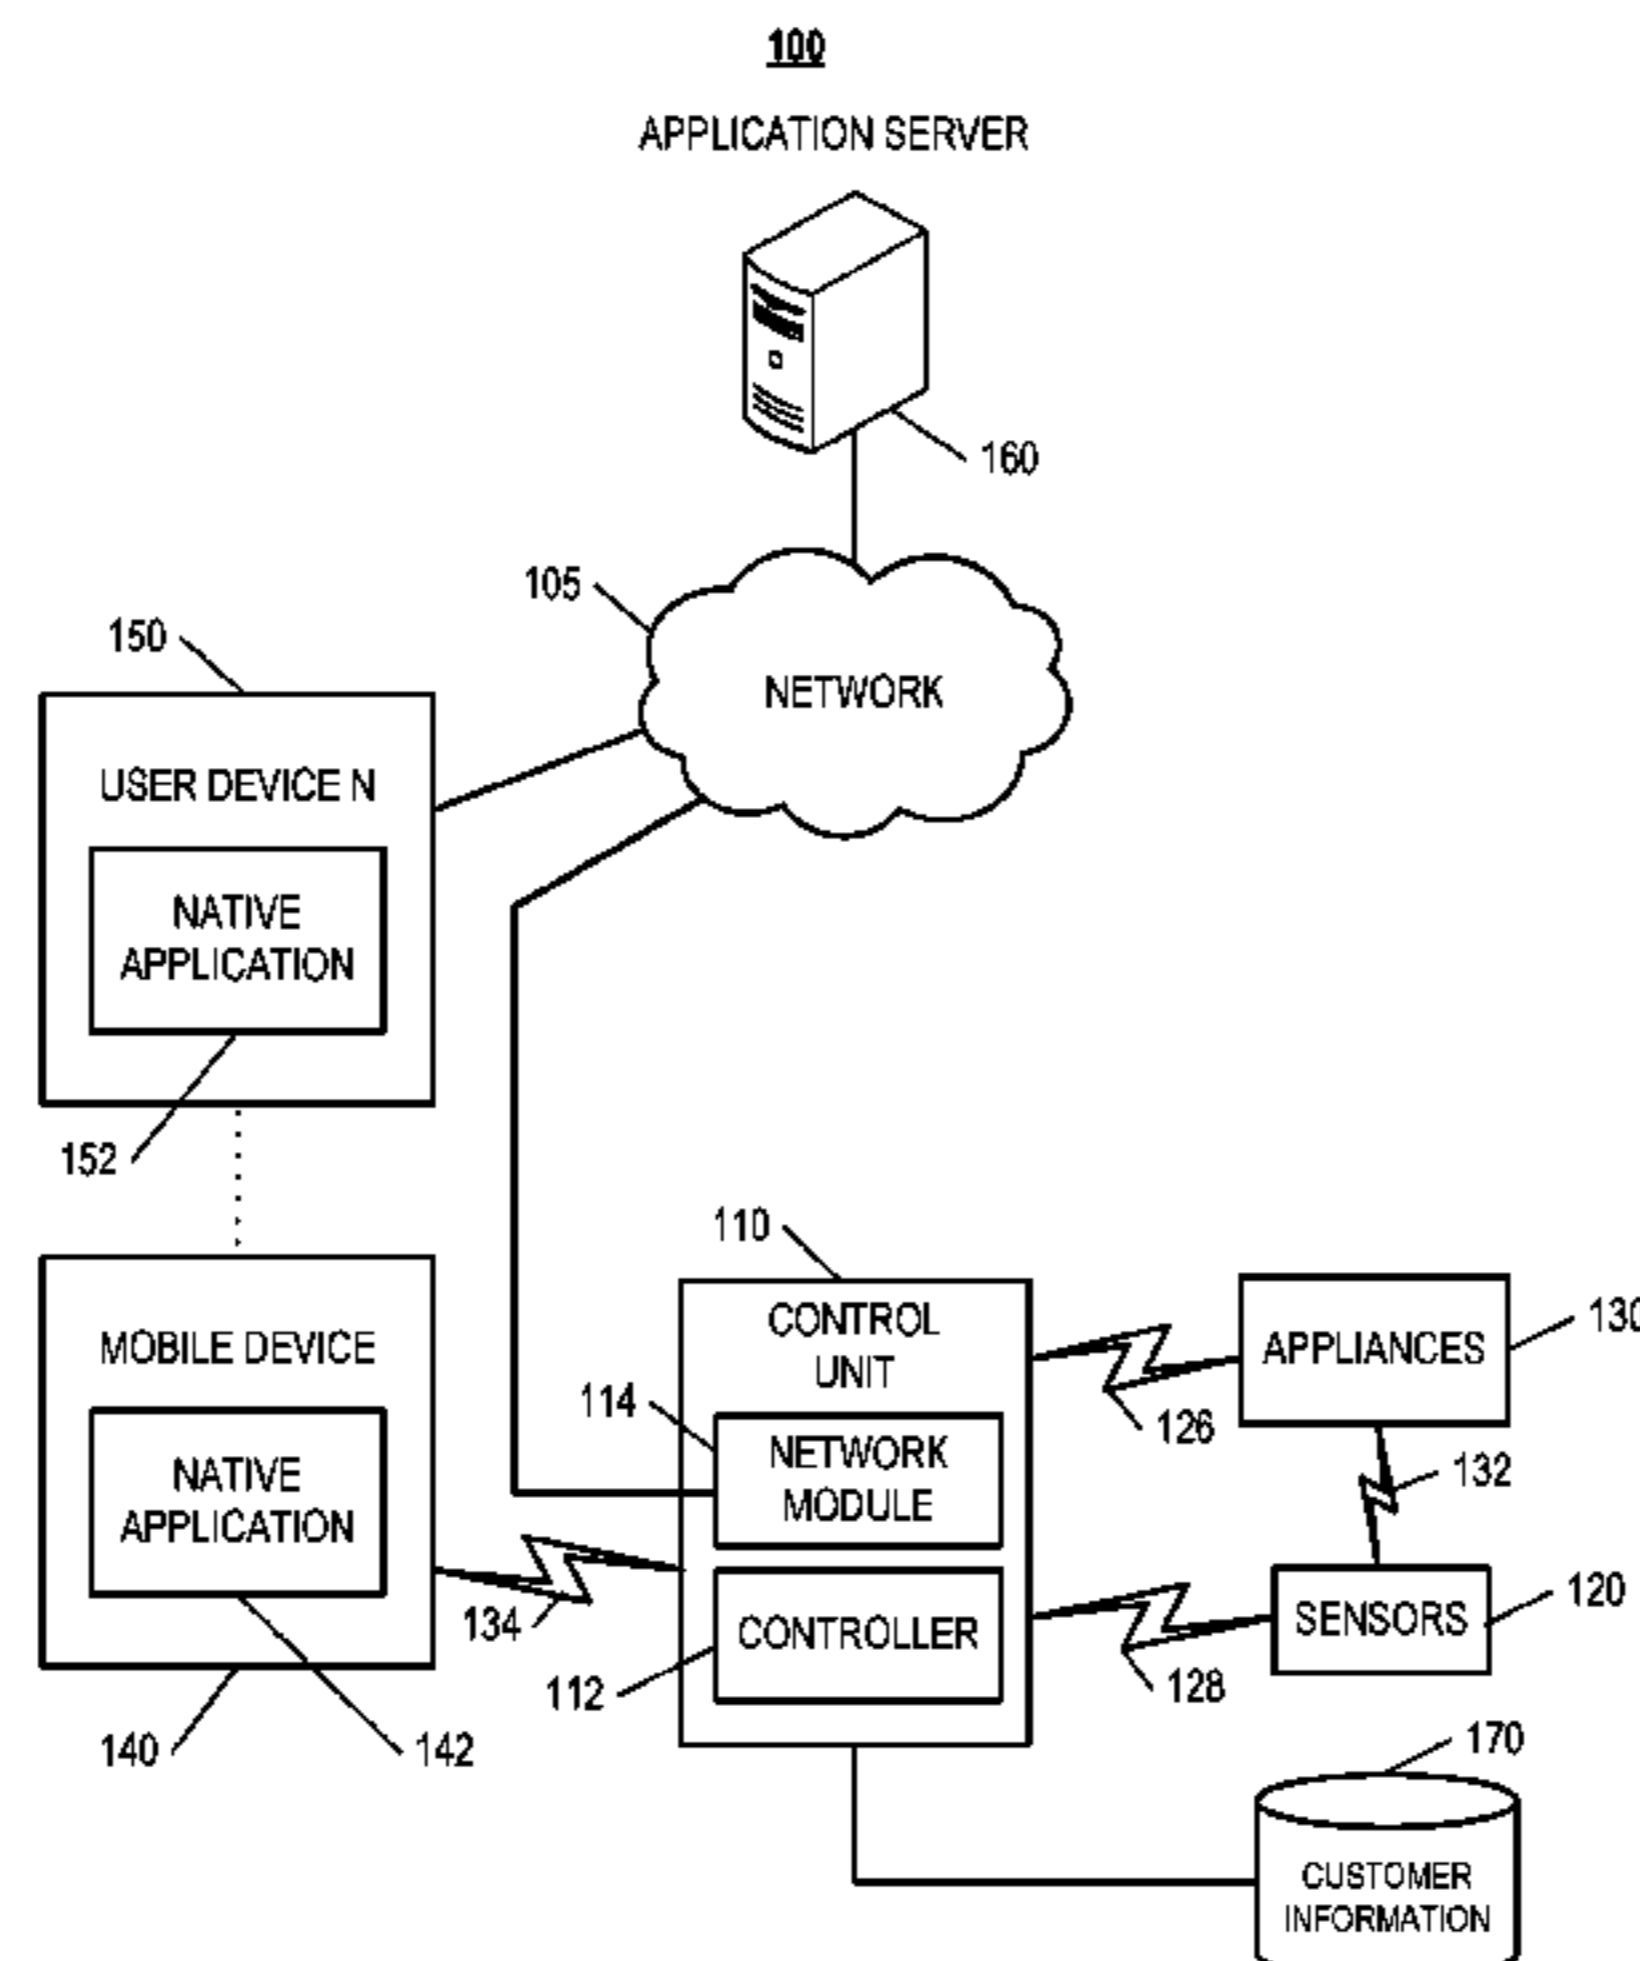 100
APPLICATION SERVER
160
105
NETWORK
150
USER DEVICE N
NATIVE
APPLICATION
152
110
CONTROL
UNIT
114
NETWORK
MODULE
CONTROLLER
112
APPLIANCES
130
126
132
SENSORS
120
128
MOBILE DEVICE
NATIVE
APPLICATION
134
140
142
170
CUSTOMER
INFORMATION